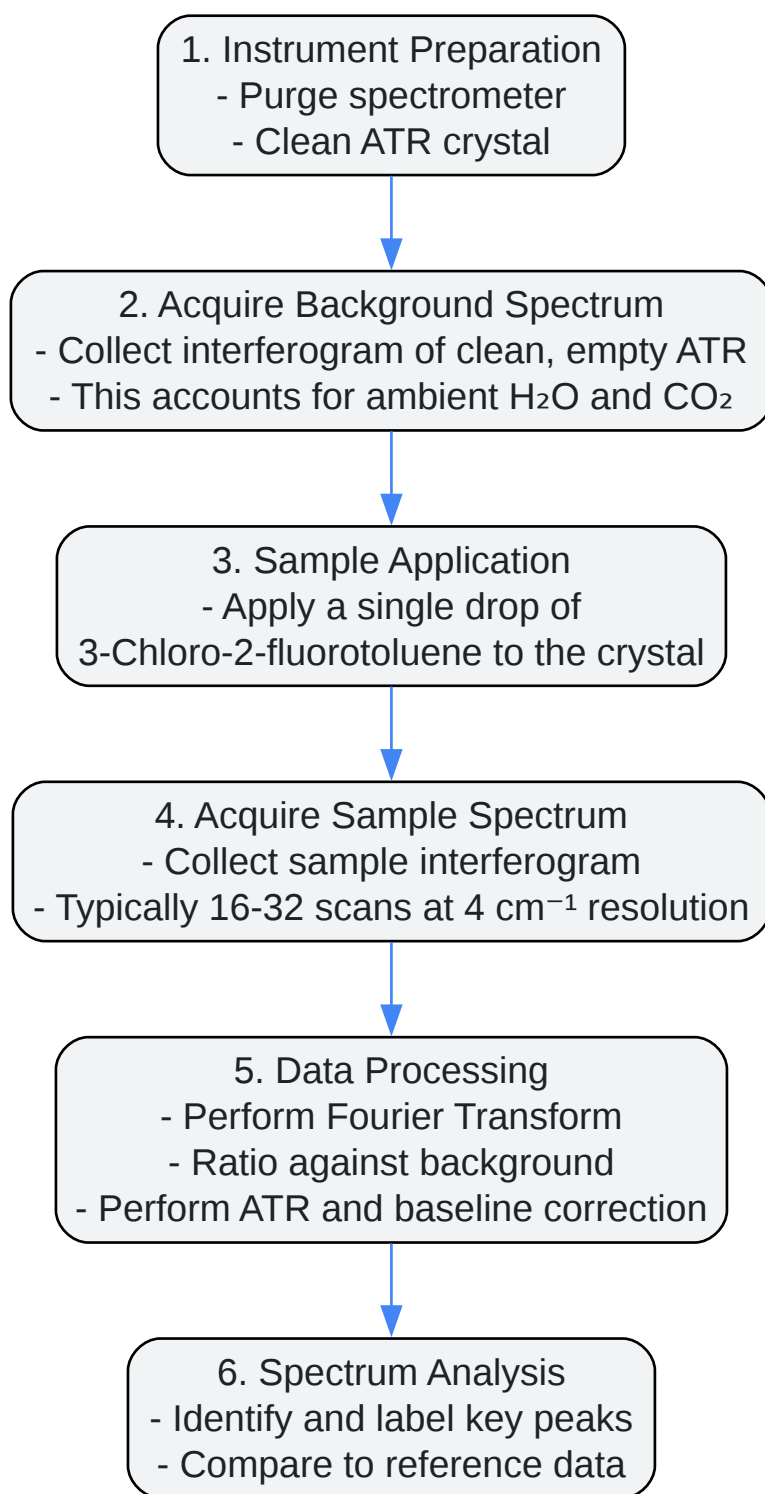 1. Instrument Preparation
- Purge spectrometer
- Clean ATR crystal
2. Acquire Background Spectrum
- Collect interferogram of clean, empty ATR
- This accounts for ambient H₂O and CO₂
3. Sample Application
- Apply a single drop of
3-Chloro-2-fluorotoluene to the crystal
4. Acquire Sample Spectrum
- Collect sample interferogram
- Typically 16-32 scans at 4 cm⁻¹ resolution
5. Data Processing
- Perform Fourier Transform
- Ratio against background
- Perform ATR and baseline correction
6. Spectrum Analysis
- Identify and label key peaks
- Compare to reference data